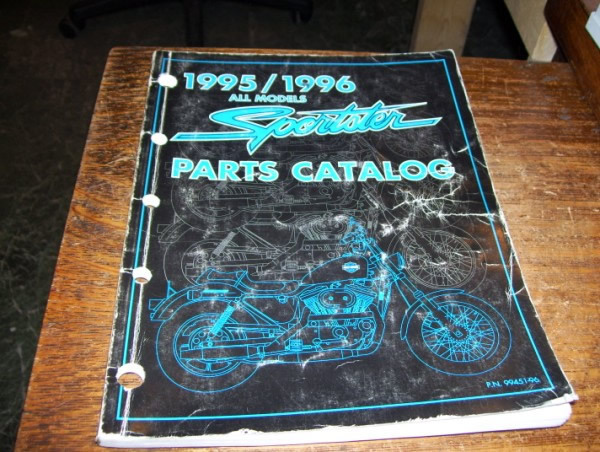 1995/1996
ALL MODELS
Sportster
PARTS CATALOG
P.N. 99451-96